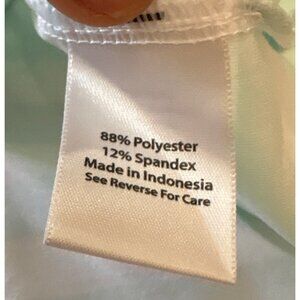 88% Polyester
12% Spandex
Made in Indonesia
See Reverse For Care